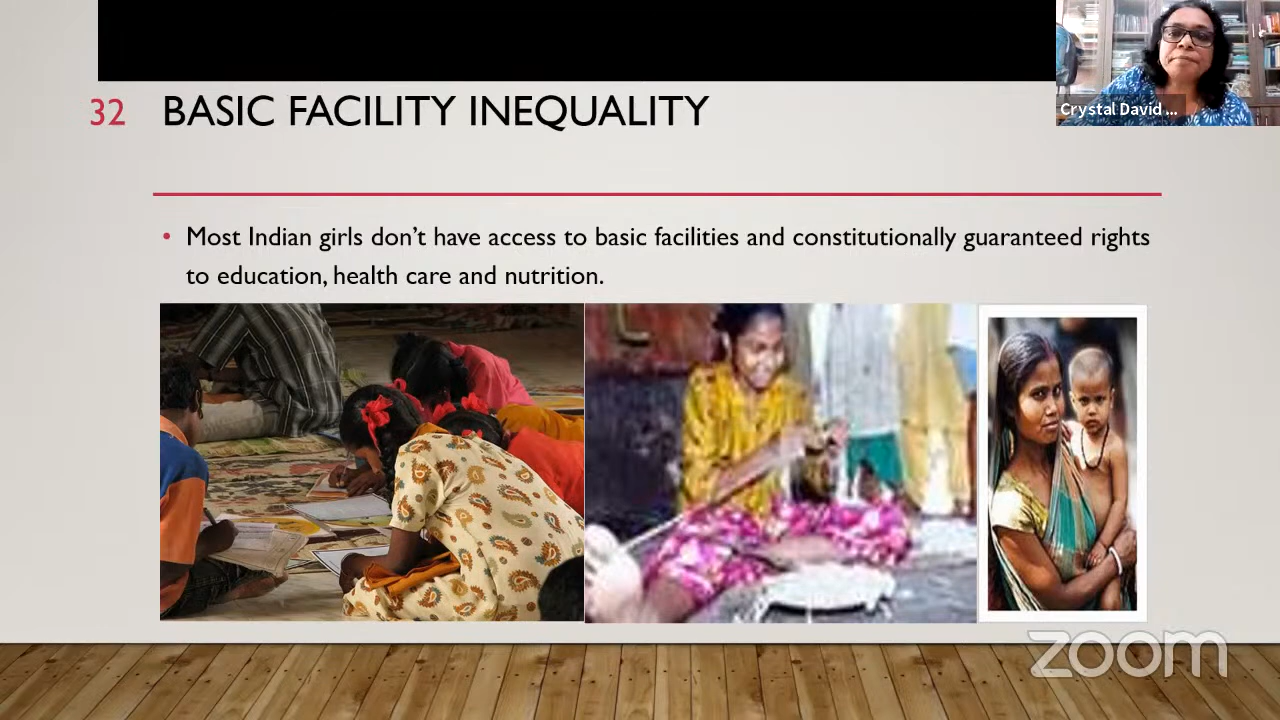 32 BASIC FACILITY INEQUALITY
Crystal David ...
• Most Indian girls don't have access to basic facilities and constitutionally guaranteed rights
to education, health care and nutrition.
zoom